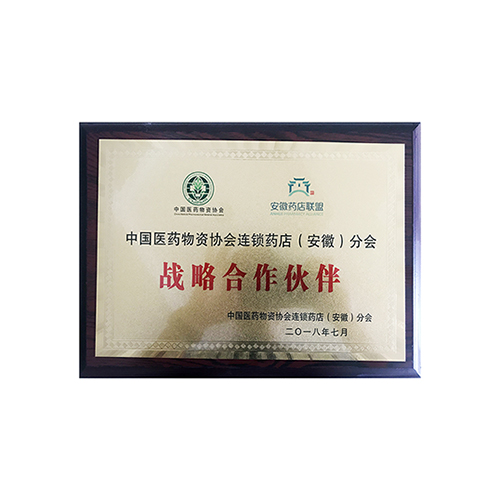 中国医药物资协会
安徽药店联盟
中国医药物资协会连锁药店（安徽）分会
战略合作伙伴
中国医药物资协会连锁药店（安徽）分会
二〇一八年七月